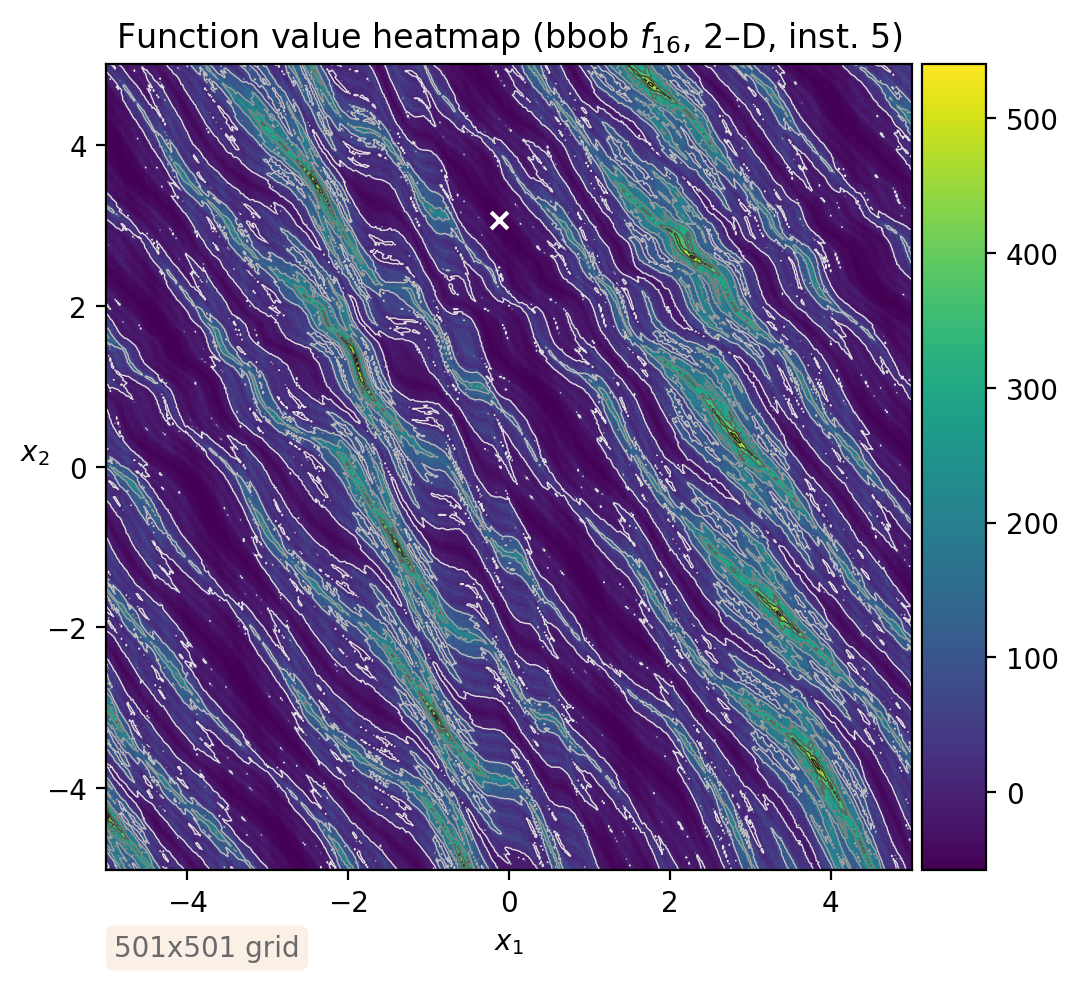 Function value heatmap (bbob f₁₆, 2–D, inst. 5)
500
400
300
200
100
0
4
2
0
−2
−4
x₂
−4 −2 0 2 4
x₁
501x501 grid